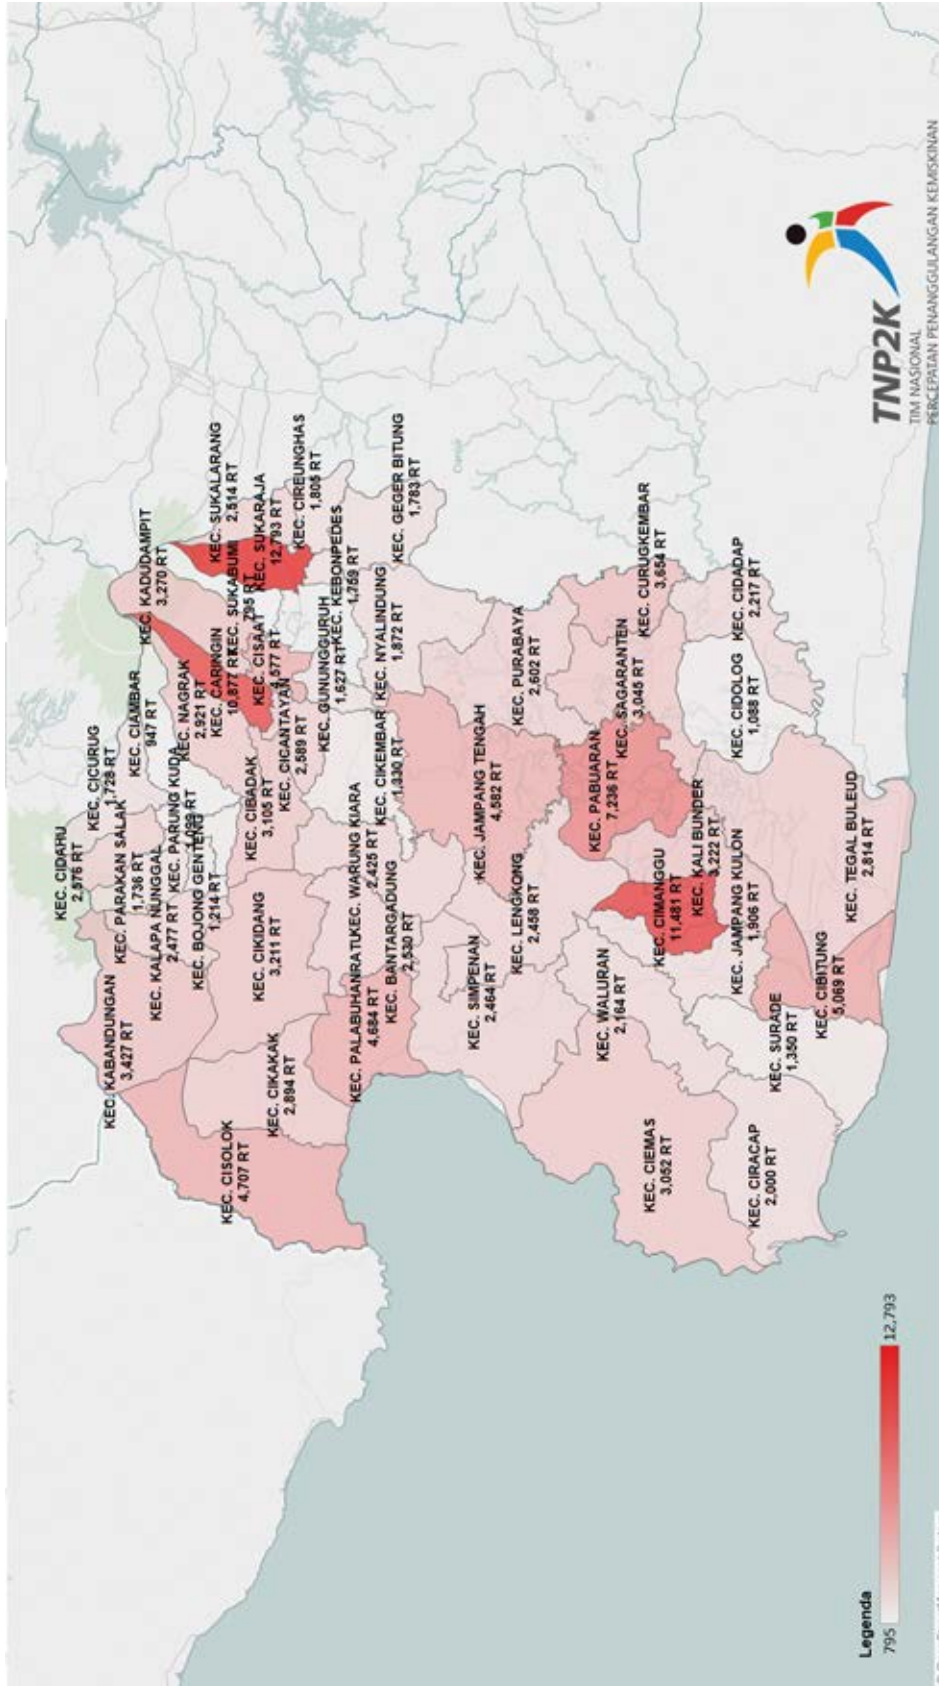 KEC. CIDAHU
2,576 RT
KEC. CICURUG
1,728 RT
KEC. KABANDUNGAN
3,427 RT
KEC. PARAKAN SALAK
1,736 RT
KEC. CIAMBAR
947 RT
KEC. KADUDAMPIT
3,270 RT
KEC. KALAPA NUNGGAL
2,477 RT
KEC. PARUNG KUDA
KEC. NAGRAK
2,921 RT
KEC. BOJONG GENTENG
1,214 RT
KEC. CARINGIN
10,877 RT
KEC. SUKABUMI
795 RT
KEC. SUKALARANG
2,514 RT
KEC. CISOLOK
4,707 RT
KEC. CIKIDANG
3,211 RT
KEC. CIBADAK
3,105 RT
KEC. CISAAT
4,577 RT
KEC. SUKARAJA
12,793 RT
KEC. CIKAKAK
2,894 RT
KEC. CICANTAYAN
2,589 RT
KEC. CIREUNGHAS
1,805 RT
KEC. GUNUNGGURUH
1,627 RT
KEC. KEBONPEDES
1,759 RT
KEC. PALABUHANRATU
4,684 RT
KEC. WARUNG KIARA
2,425 RT
KEC. BANTARGADUNG
2,530 RT
KEC. CIKEMBAR
1,330 RT
KEC. NYALINDUNG
1,872 RT
KEC. GEGER BITUNG
1,783 RT
KEC. SIMPENAN
2,464 RT
KEC. JAMPANG TENGAH
4,582 RT
KEC. LENGKONG
2,458 RT
KEC. PURABAYA
2,602 RT
KEC. WALURAN
2,164 RT
KEC. PABUARAN
7,236 RT
KEC. SAGARANTEN
3,045 RT
KEC. CURUGKEMBAR
3,654 RT
KEC. CIEMAS
3,052 RT
KEC. CIMANGGU
11,481 RT
KEC. KALI BUNDER
3,222 RT
KEC. JAMPANG KULON
1,906 RT
KEC. CIDOLOG
1,088 RT
KEC. CIDADAP
2,217 RT
KEC. CIRACAP
2,000 RT
KEC. SURADE
1,350 RT
KEC. CIBITUNG
5,069 RT
KEC. TEGAL BULEUD
2,814 RT
Legenda
795 12,793
TNP2K
TIM NASIONAL
PERCEPATAN PENANGGULANGAN KEMISKINAN